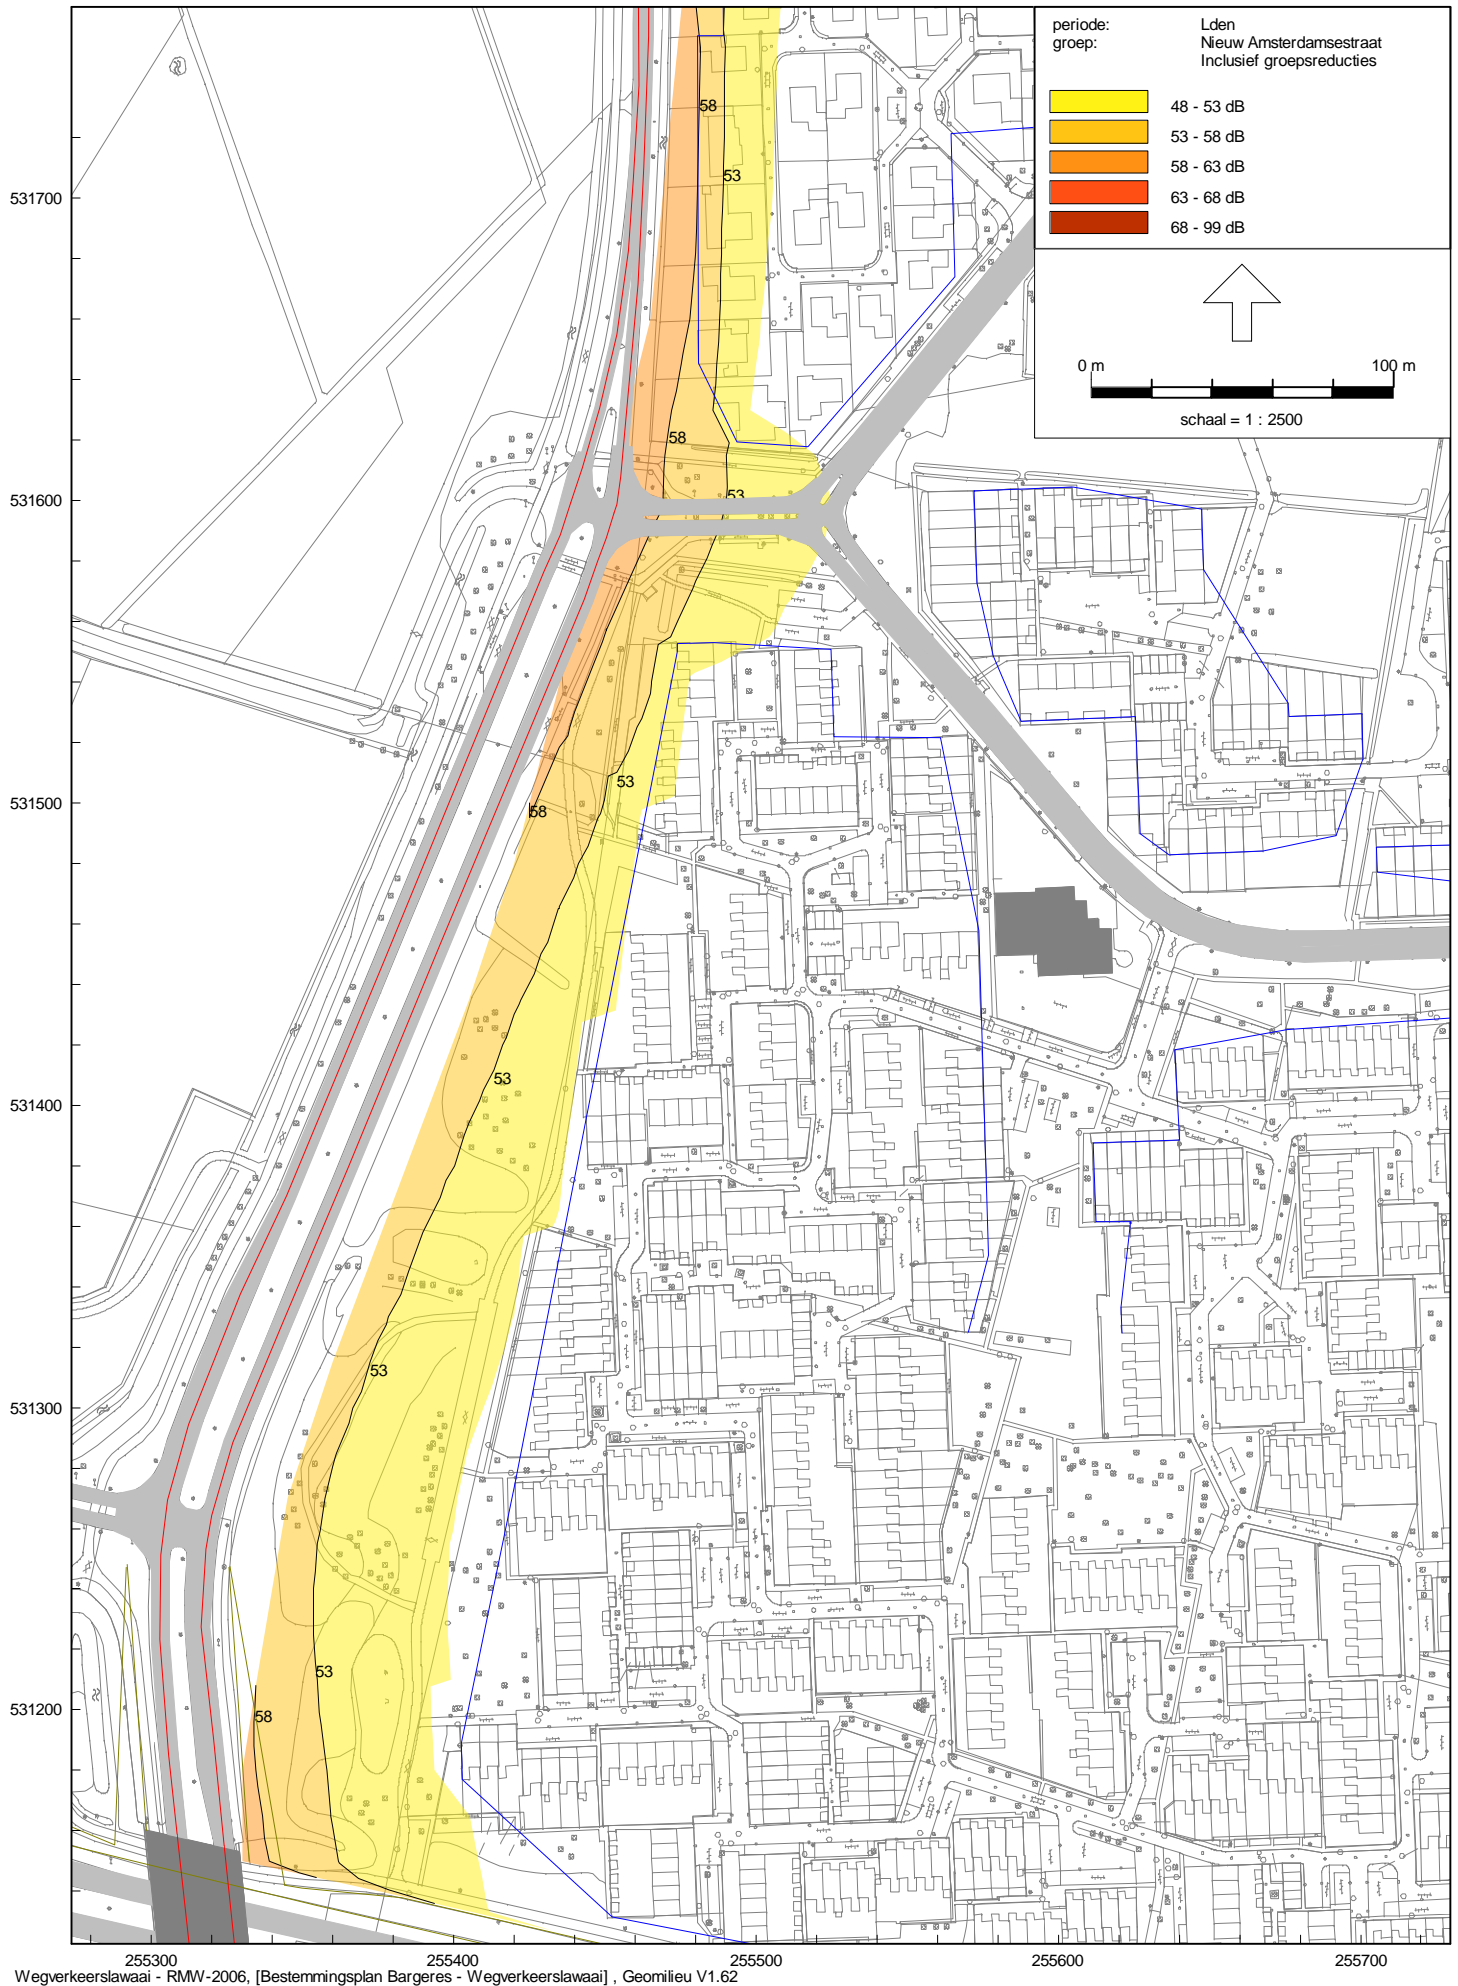 periode: Lden
groep: Nieuw Amsterdamsestraat
Inclusief groepsreducties
48 - 53 dB
53 - 58 dB
58 - 63 dB
63 - 68 dB
68 - 99 dB
0 m 100 m
schaal = 1 : 2500
58
53
531700
58
53
531600
53
531500
58
53
531400
53
531300
53
58
531200
255300 255400 255500 255600 255700
Wegverkeerslawaai - RMW-2006, [Bestemmingsplan Bargeres - Wegverkeerslawaai] , Geomilieu V1.62